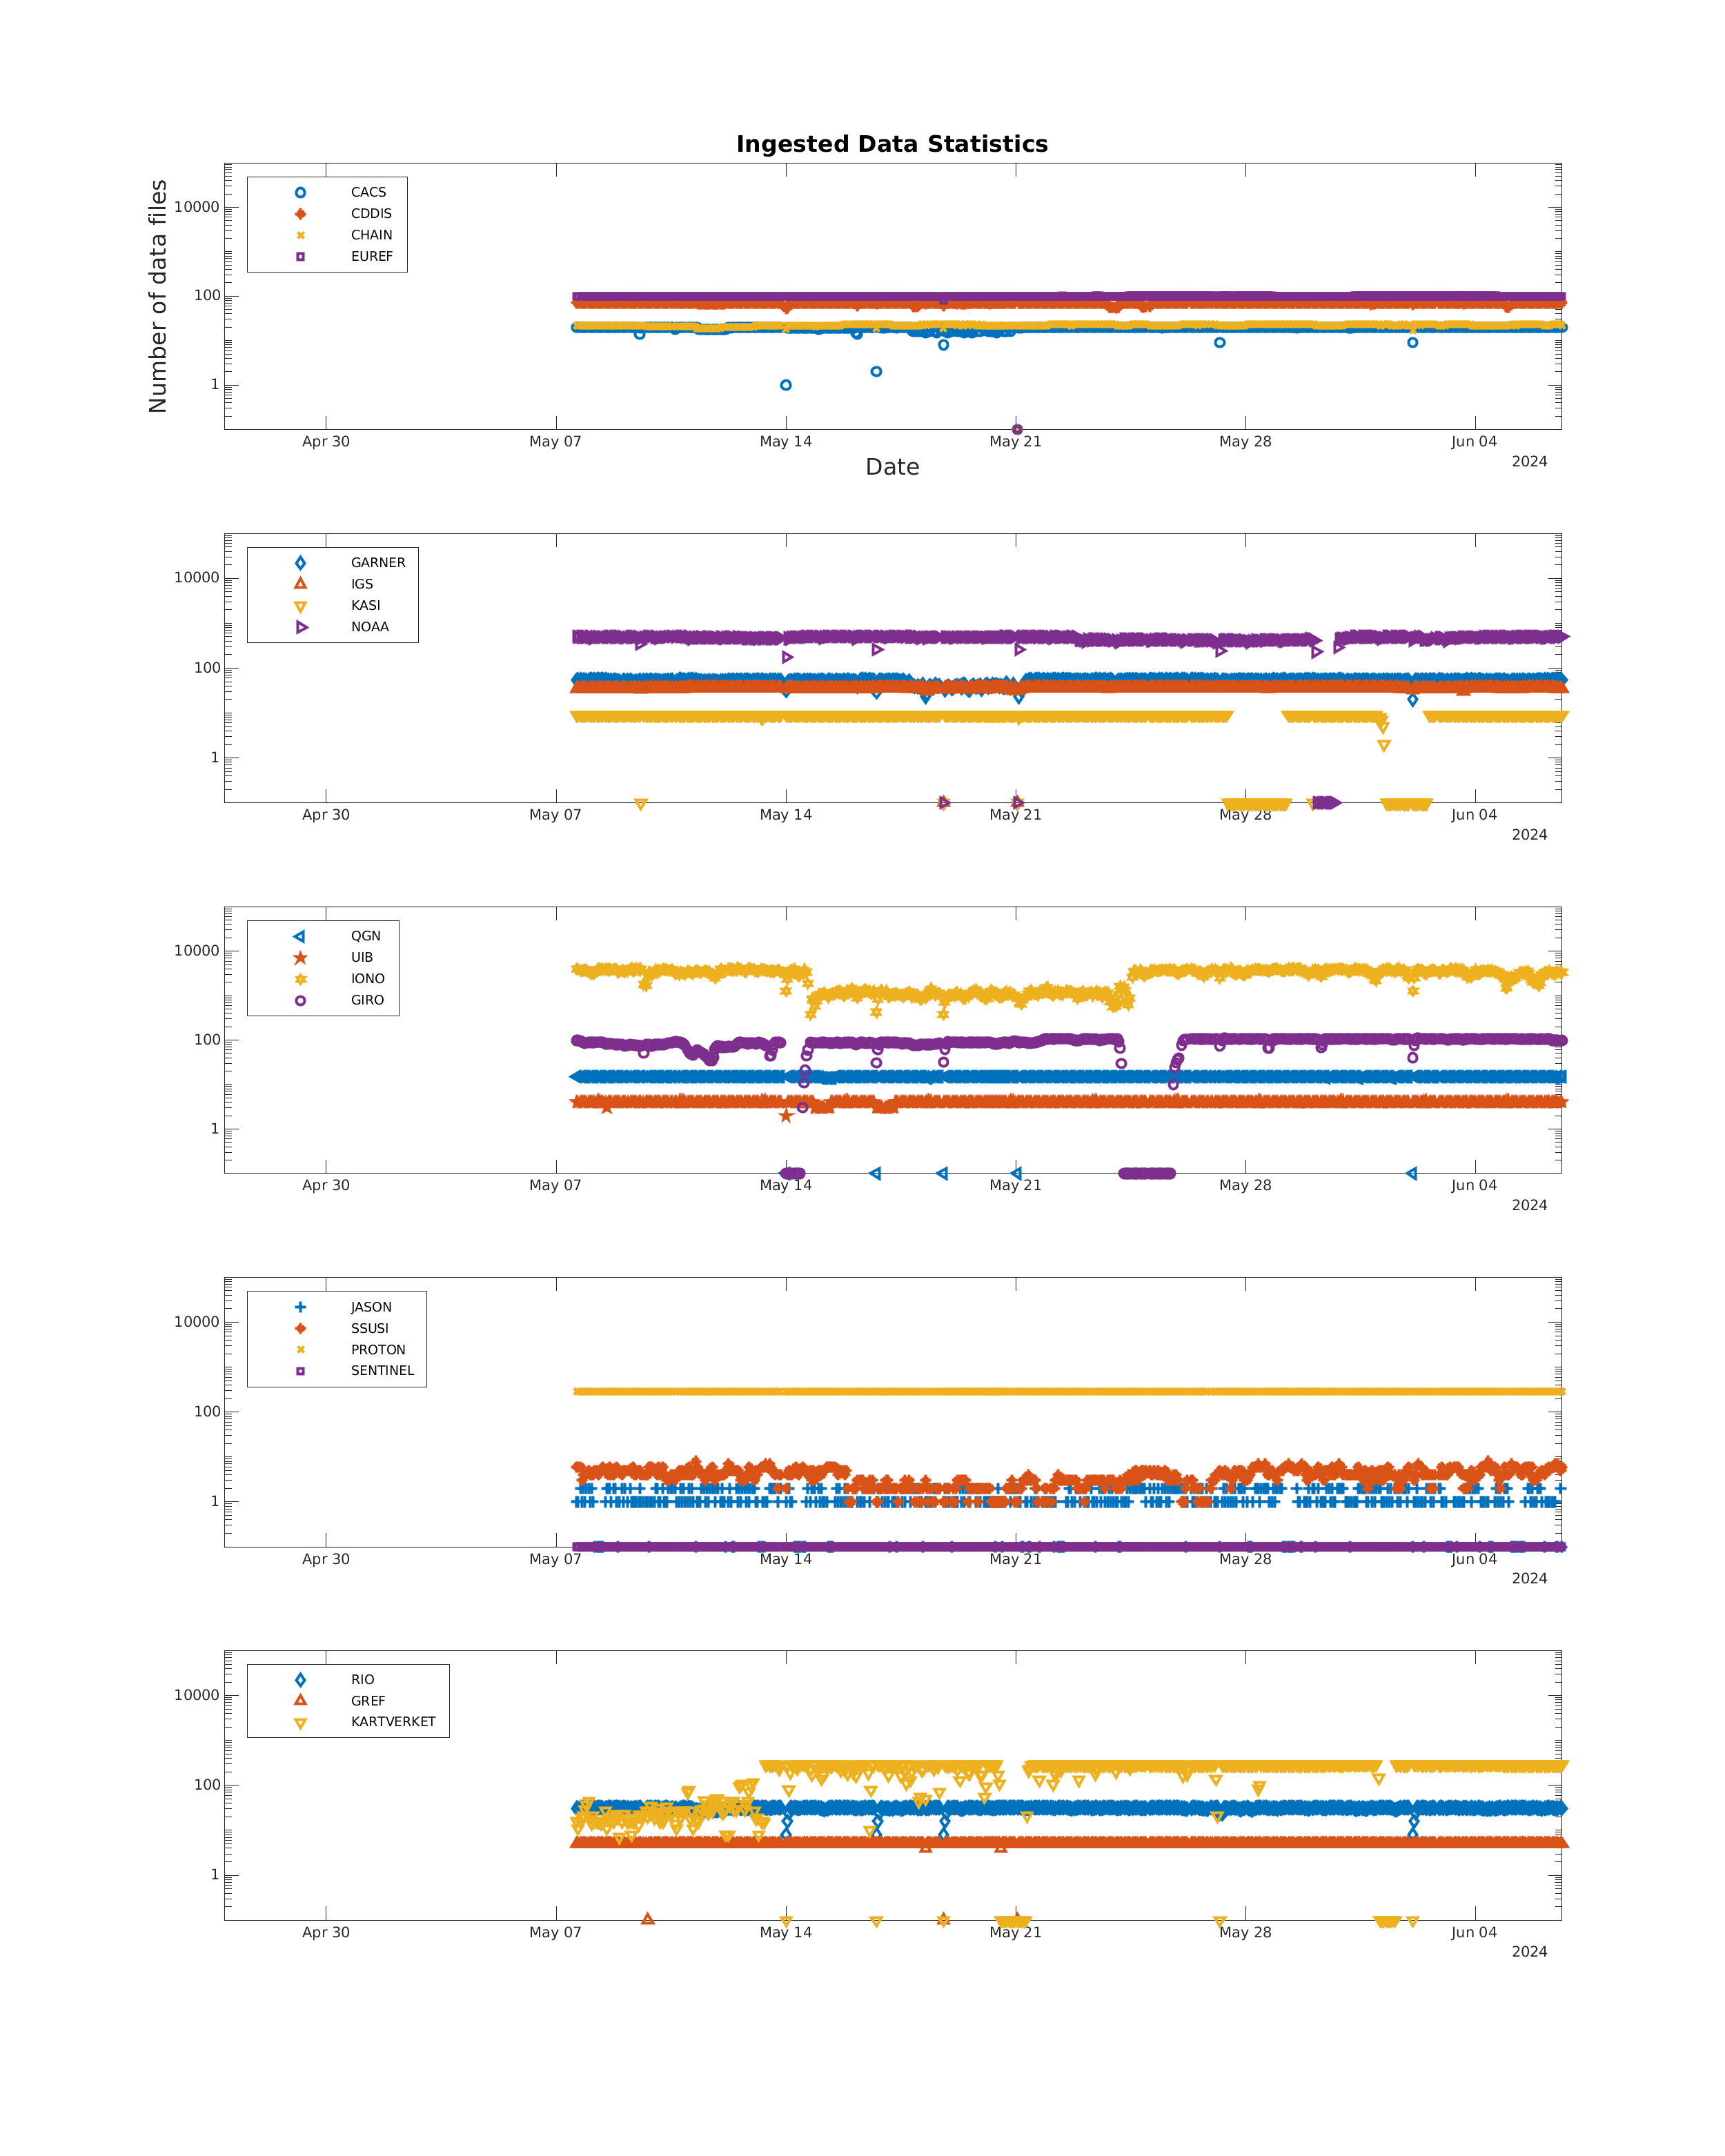 Ingested Data Statistics
Number of data files
CACS
CDDIS
CHAIN
EUREF
10000
100
1
Apr 30 May 07 May 14 May 21 May 28 Jun 04
2024
Date
GARNER
IGS
KASI
NOAA
10000
100
1
Apr 30 May 07 May 14 May 21 May 28 Jun 04
2024
QGN
UIB
IONO
GIRO
10000
100
1
Apr 30 May 07 May 14 May 21 May 28 Jun 04
2024
JASON
SSUSI
PROTON
SENTINEL
10000
100
1
Apr 30 May 07 May 14 May 21 May 28 Jun 04
2024
RIO
GREF
KARTVERKET
10000
100
1
Apr 30 May 07 May 14 May 21 May 28 Jun 04
2024